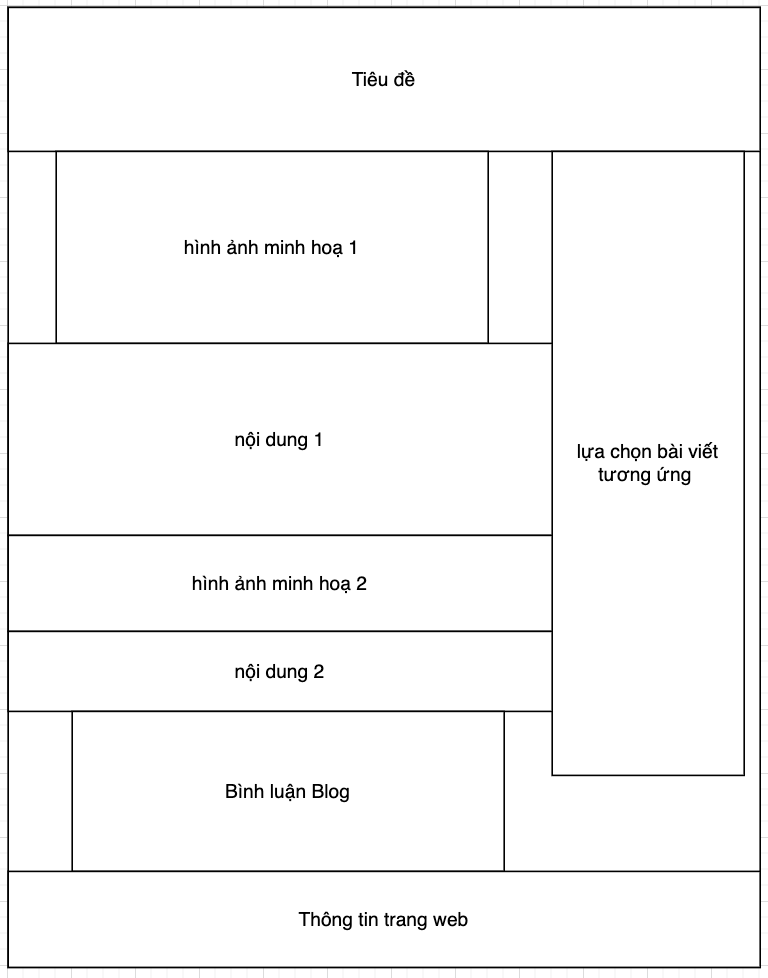 Tiêu đề
hình ảnh minh hoạ 1
nội dung 1
hình ảnh minh hoạ 2
nội dung 2
Bình luận Blog
lựa chọn bài viết
tương ứng
Thông tin trang web